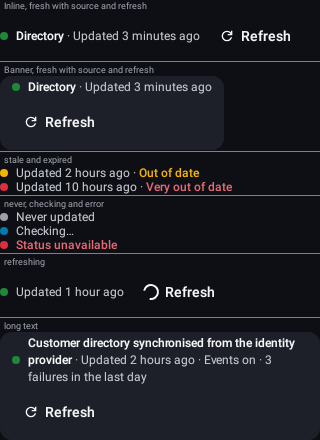 Inline, fresh with source and refresh
Directory · Updated 3 minutes ago Refresh
Banner, fresh with source and refresh
Directory · Updated 3 minutes ago
Refresh
stale and expired
Updated 2 hours ago · Out of date
Updated 10 hours ago · Very out of date
never, checking and error
Never updated
Checking…
Status unavailable
refreshing
Updated 1 hour ago Refresh
long text
Customer directory synchronised from the identity
provider · Updated 2 hours ago · Events on · 3
failures in the last day
Refresh